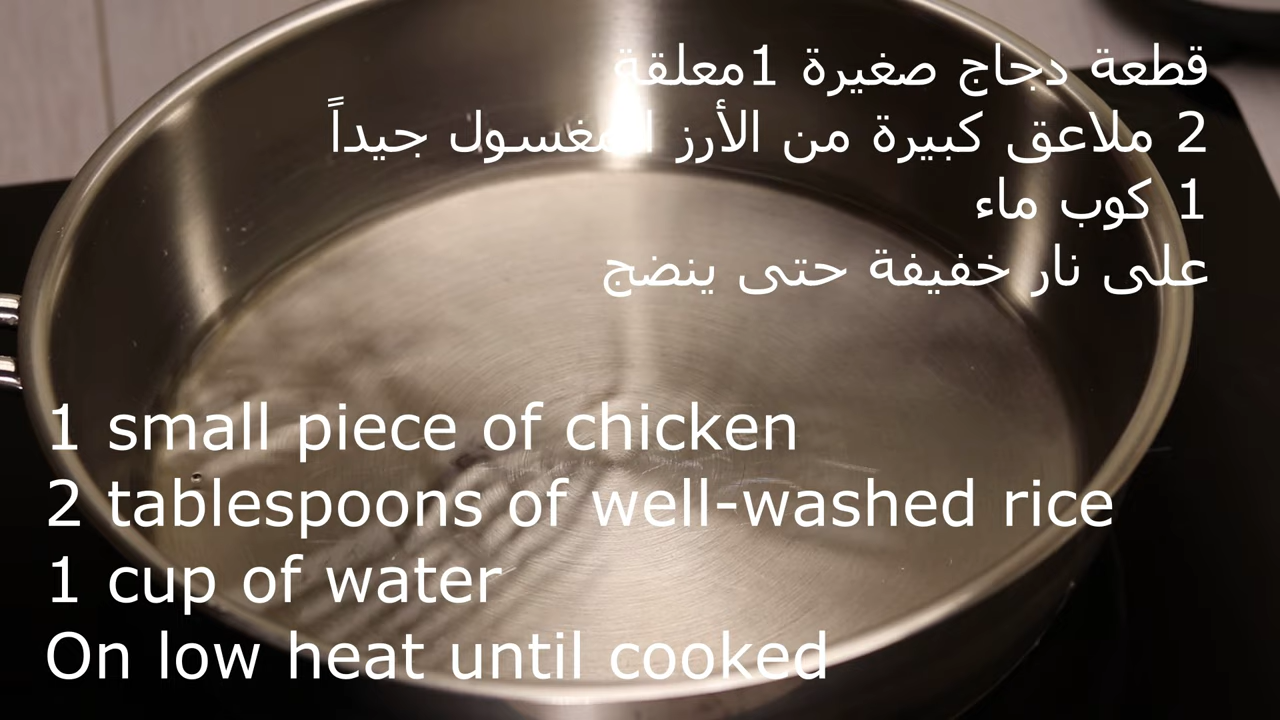 قطعة دجاج صغيرة 1معلقة
2 ملاعق كبيرة من الأرز المغسول جيداً
1 كوب ماء
على نار خفيفة حتى ينضج
1 small piece of chicken
2 tablespoons of well-washed rice
1 cup of water
On low heat until cooked